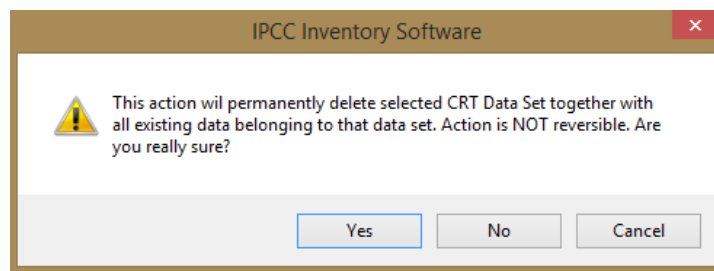 IPCC Inventory Software
This action wil permanently delete selected CRT Data Set together with
all existing data belonging to that data set. Action is NOT reversible. Are
you really sure?
Yes No Cancel